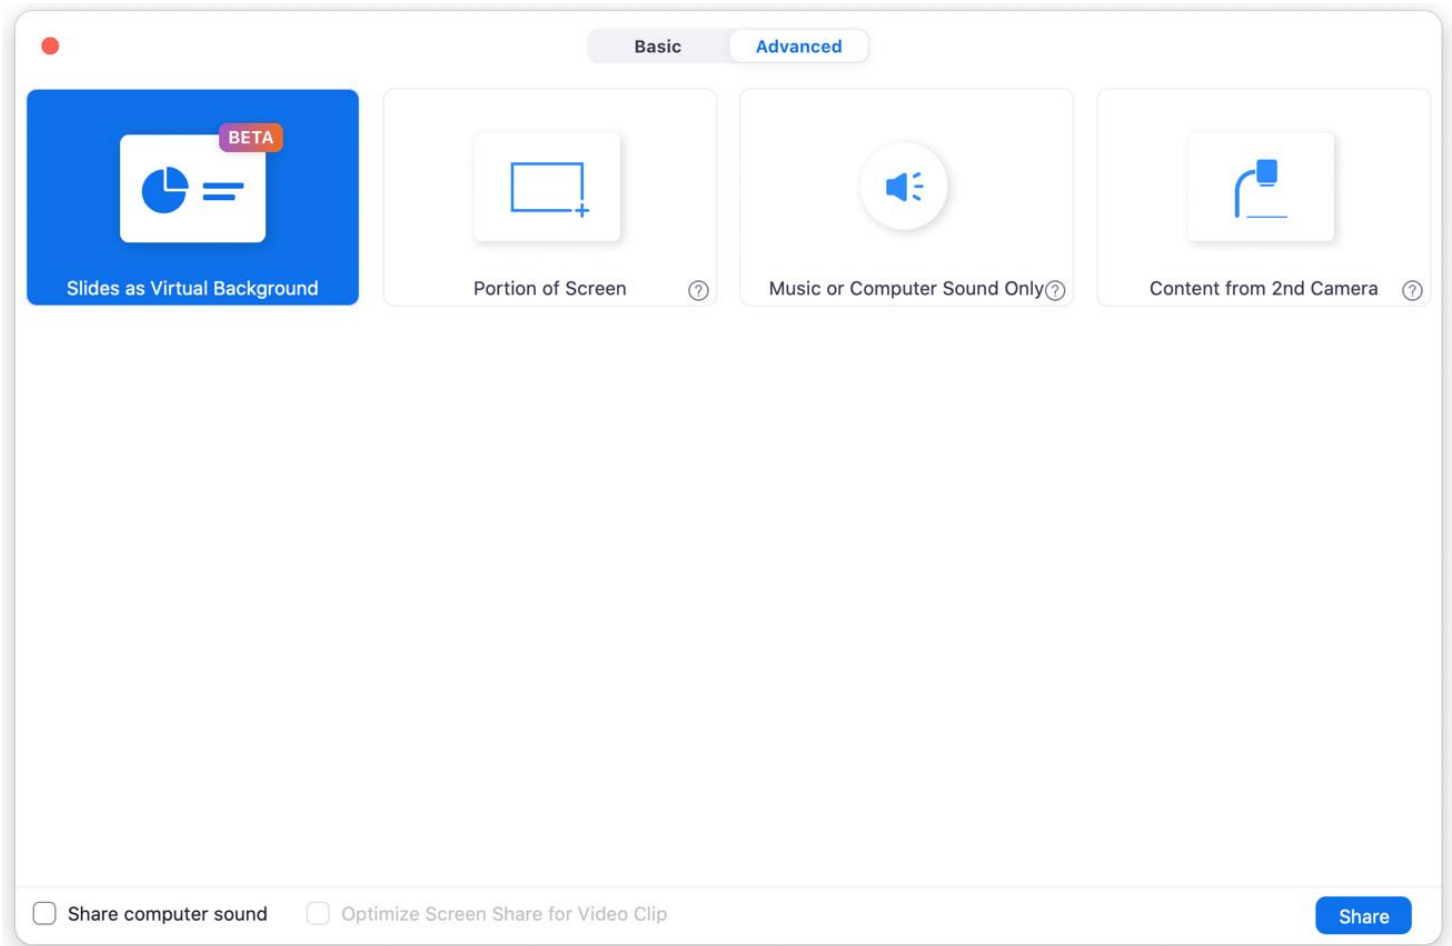 Basic
Advanced
BETA
Slides as Virtual Background
Portion of Screen
?
Music or Computer Sound Only
?
Content from 2nd Camera
?
Share computer sound
Optimize Screen Share for Video Clip
Share